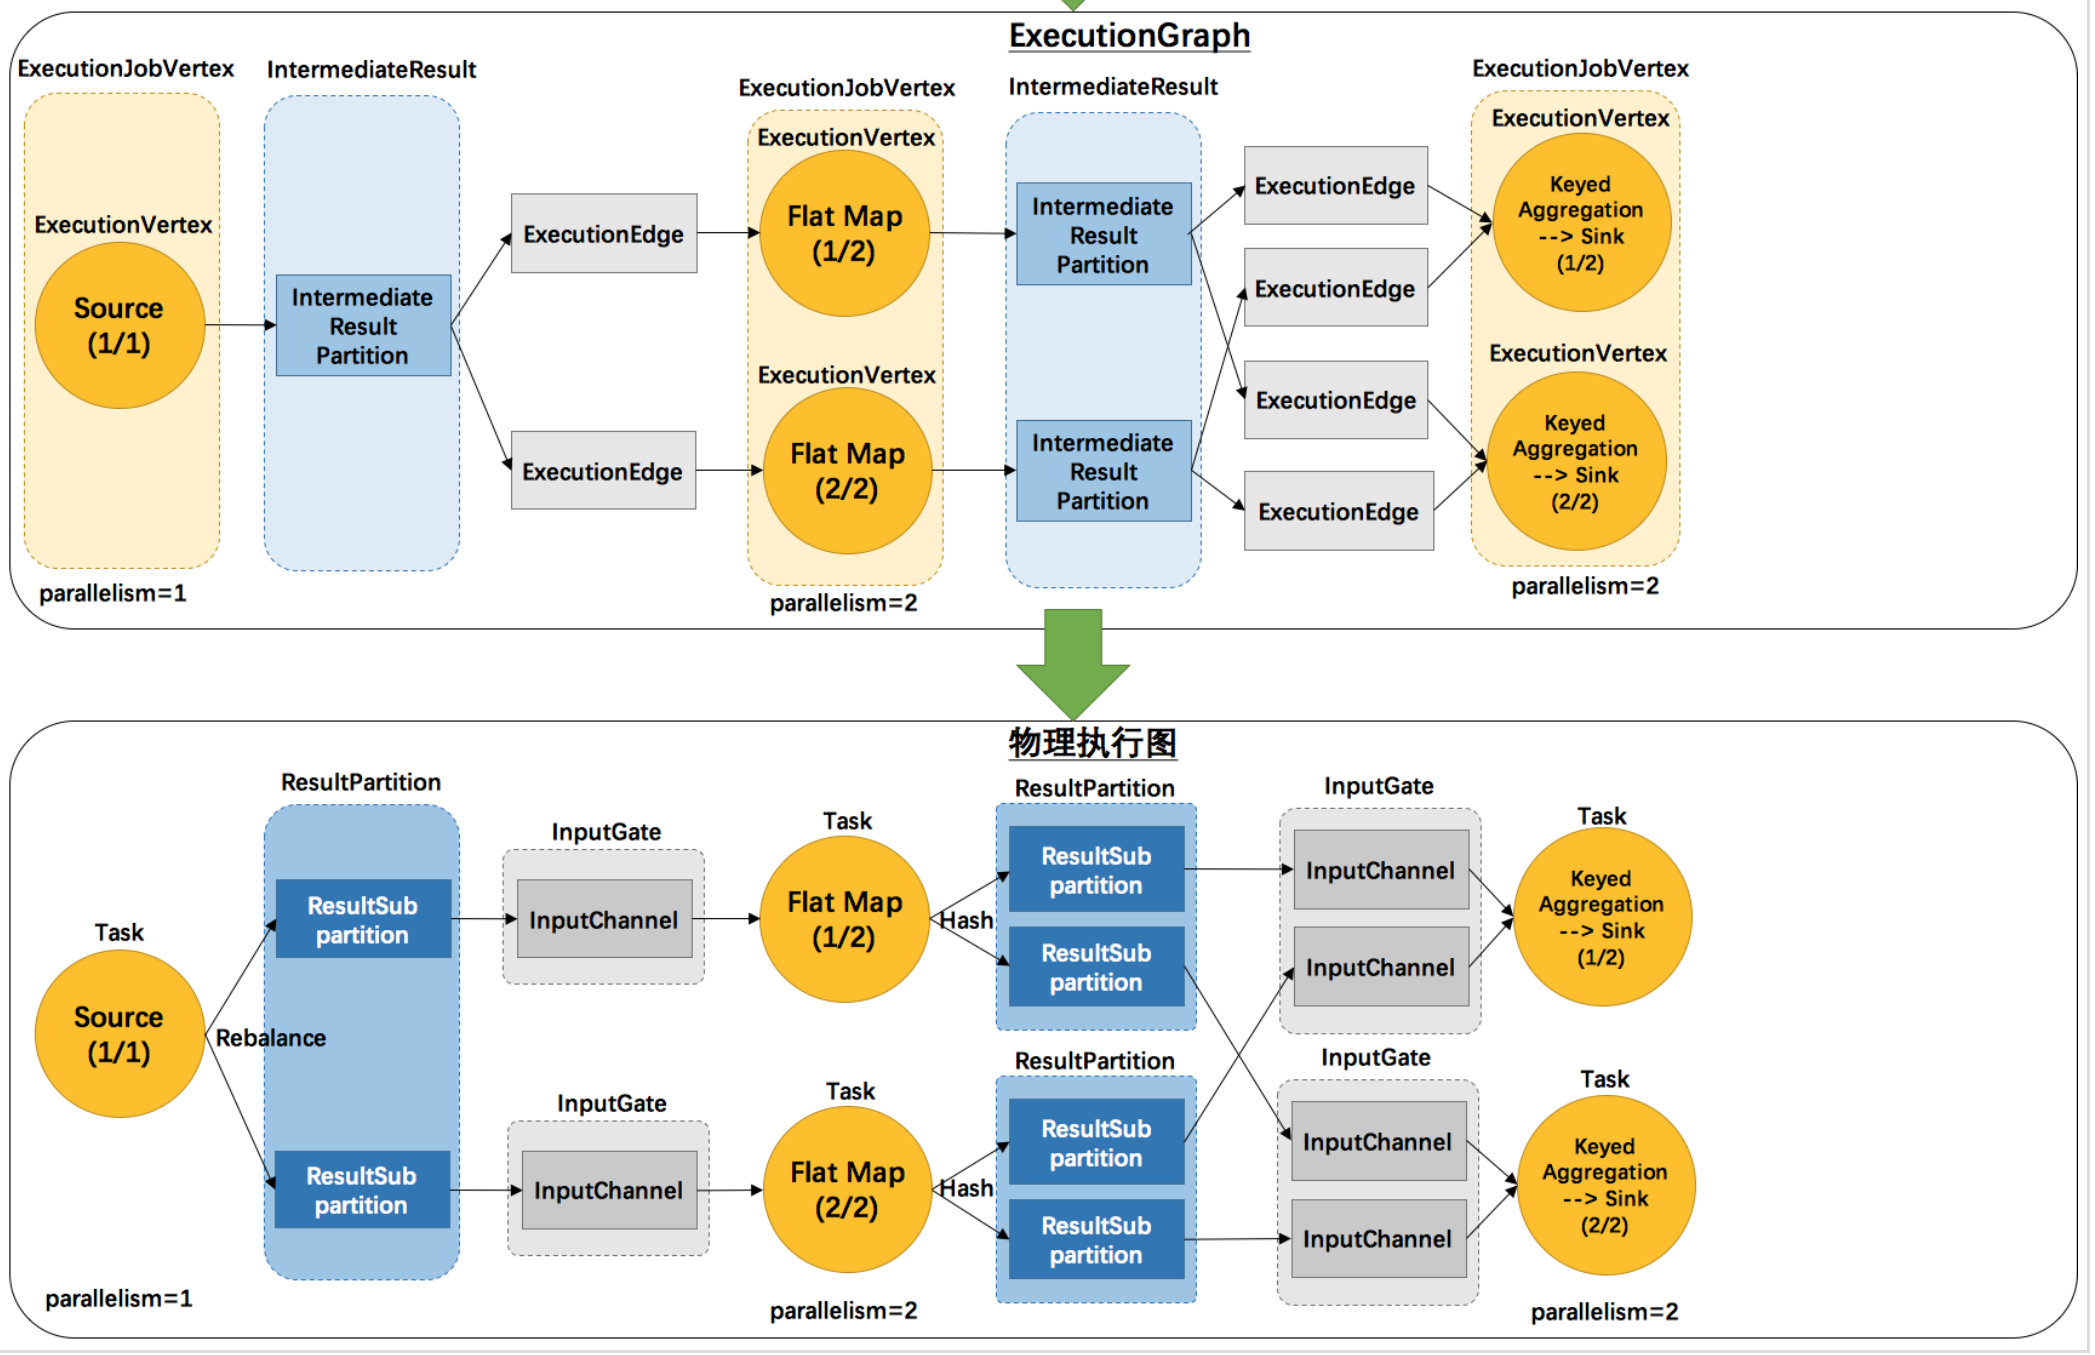 ExecutionGraph
ExecutionJobVertex
IntermediateResult
ExecutionJobVertex
IntermediateResult
ExecutionJobVertex
ExecutionVertex
Source
(1/1)
parallelism=1
Intermediate
Result
Partition
ExecutionEdge
ExecutionEdge
ExecutionVertex
Flat Map
(1/2)
ExecutionVertex
Flat Map
(2/2)
parallelism=2
Intermediate
Result
Partition
Intermediate
Result
Partition
ExecutionEdge
ExecutionEdge
ExecutionEdge
ExecutionEdge
ExecutionVertex
Keyed
Aggregation
--> Sink
(1/2)
ExecutionVertex
Keyed
Aggregation
--> Sink
(2/2)
parallelism=2
物理执行图
Task
Source
(1/1)
Rebalance
parallelism=1
ResultPartition
ResultSub
partition
ResultSub
partition
InputGate
InputChannel
InputGate
InputChannel
Task
Flat Map
(1/2)
Hash
Task
Flat Map
(2/2)
Hash
parallelism=2
ResultPartition
ResultSub
partition
ResultSub
partition
ResultPartition
ResultSub
partition
ResultSub
partition
InputGate
InputChannel
InputChannel
InputGate
InputChannel
InputChannel
Task
Keyed
Aggregation
--> Sink
(1/2)
Task
Keyed
Aggregation
--> Sink
(2/2)
parallelism=2